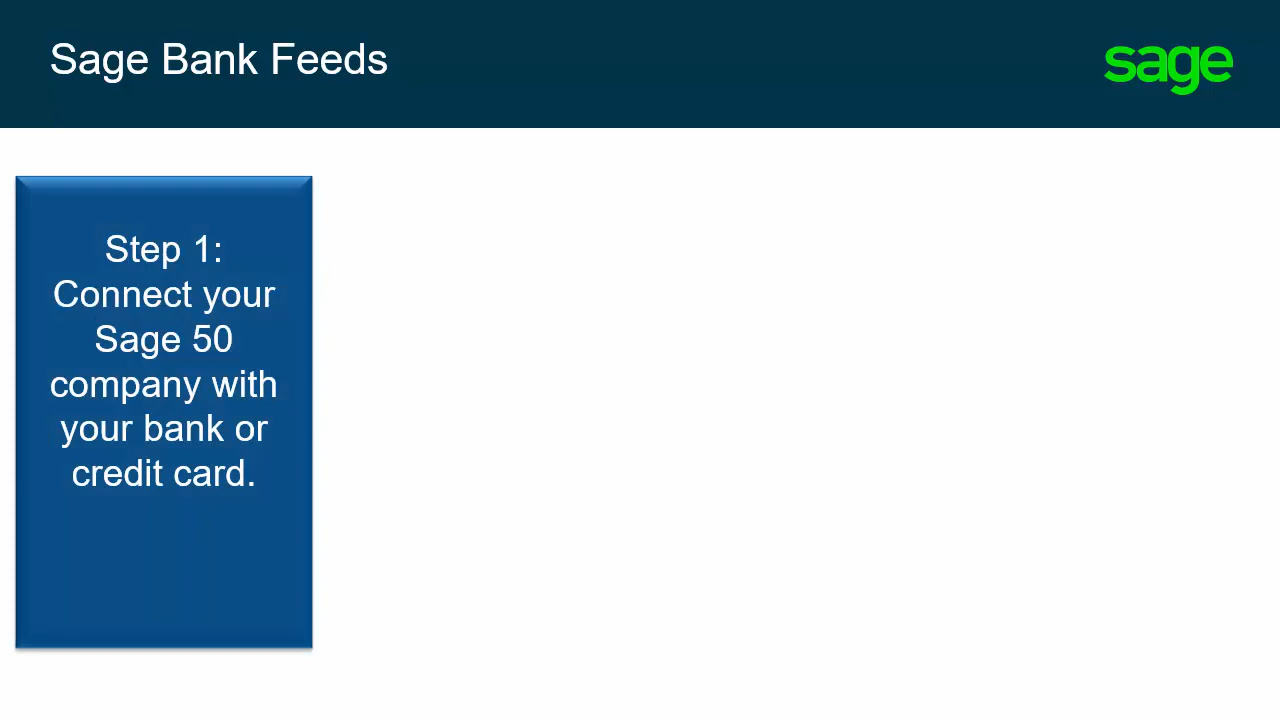 Sage Bank Feeds
sage
Step 1:
Connect your
Sage 50
company with
your bank or
credit card.